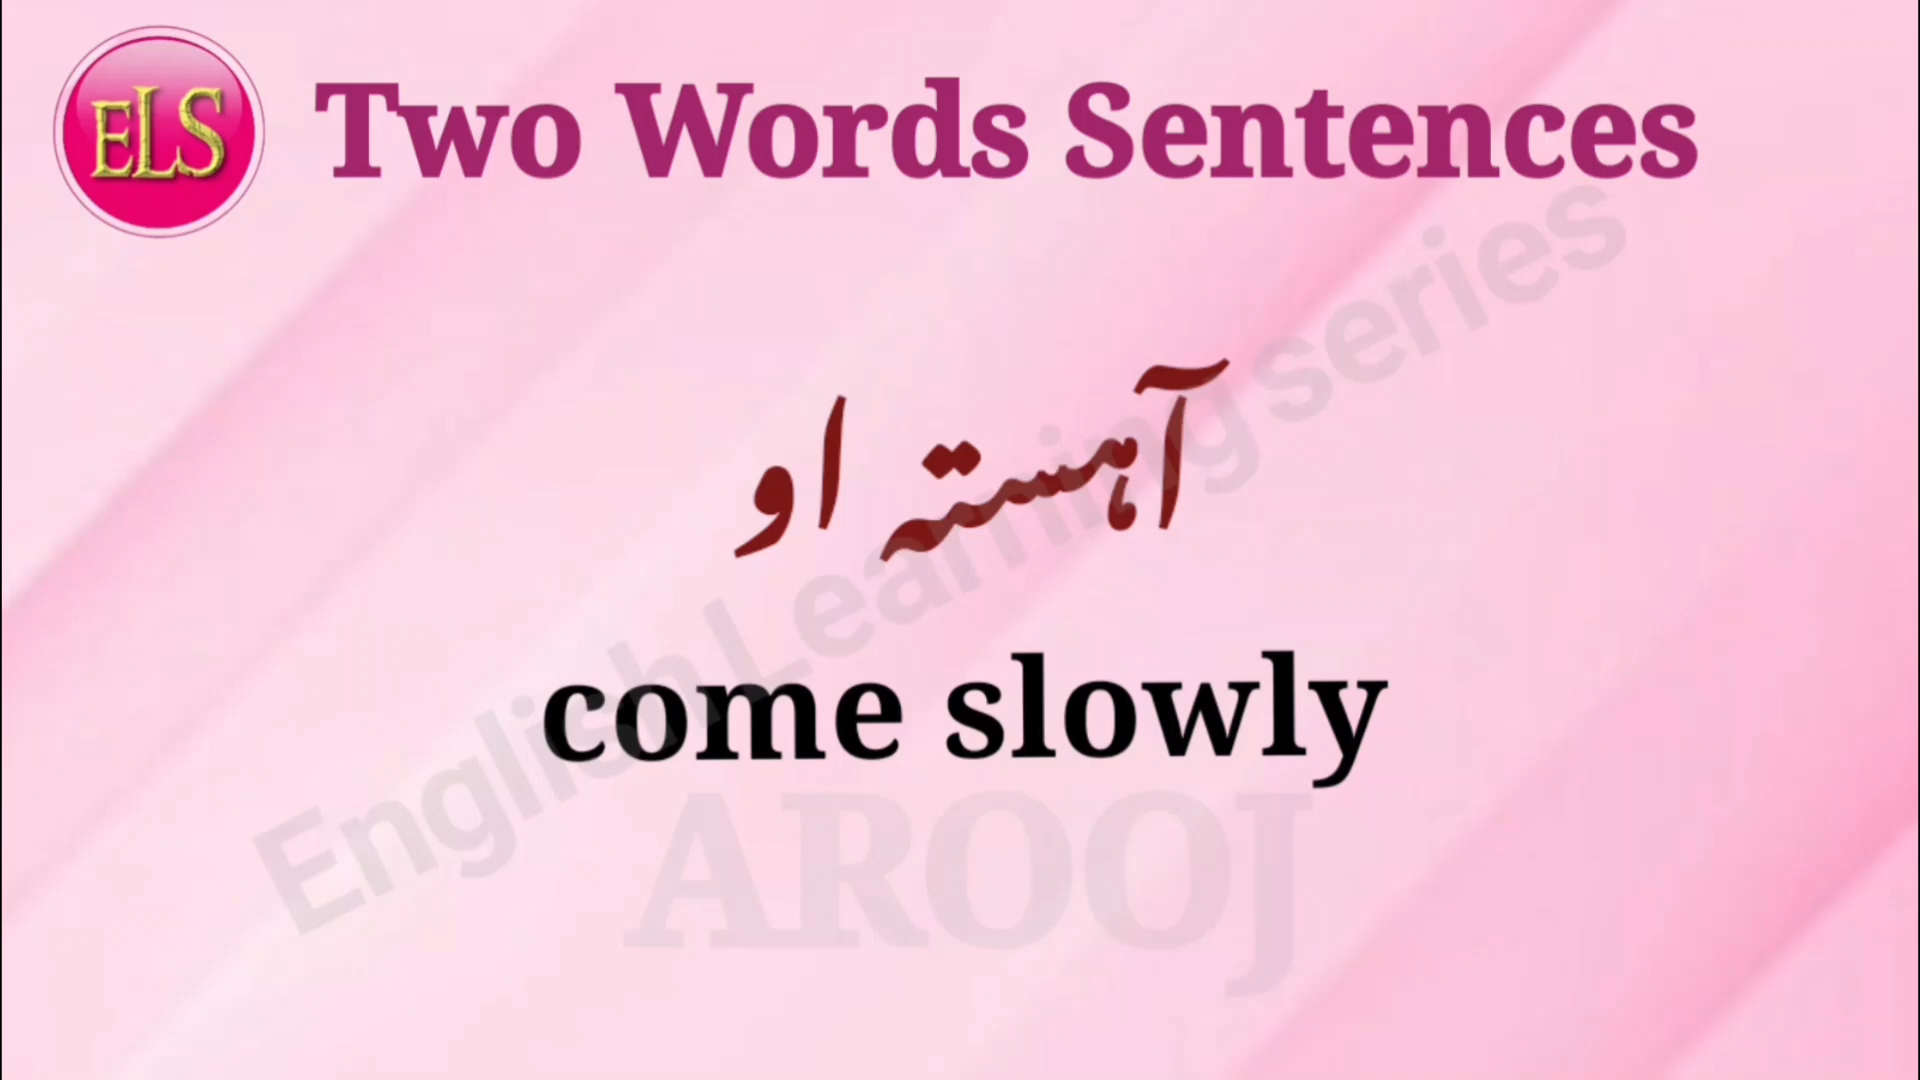 ELS
Two Words Sentences
آہستہ او
come slowly
English Learning series
AROOJ